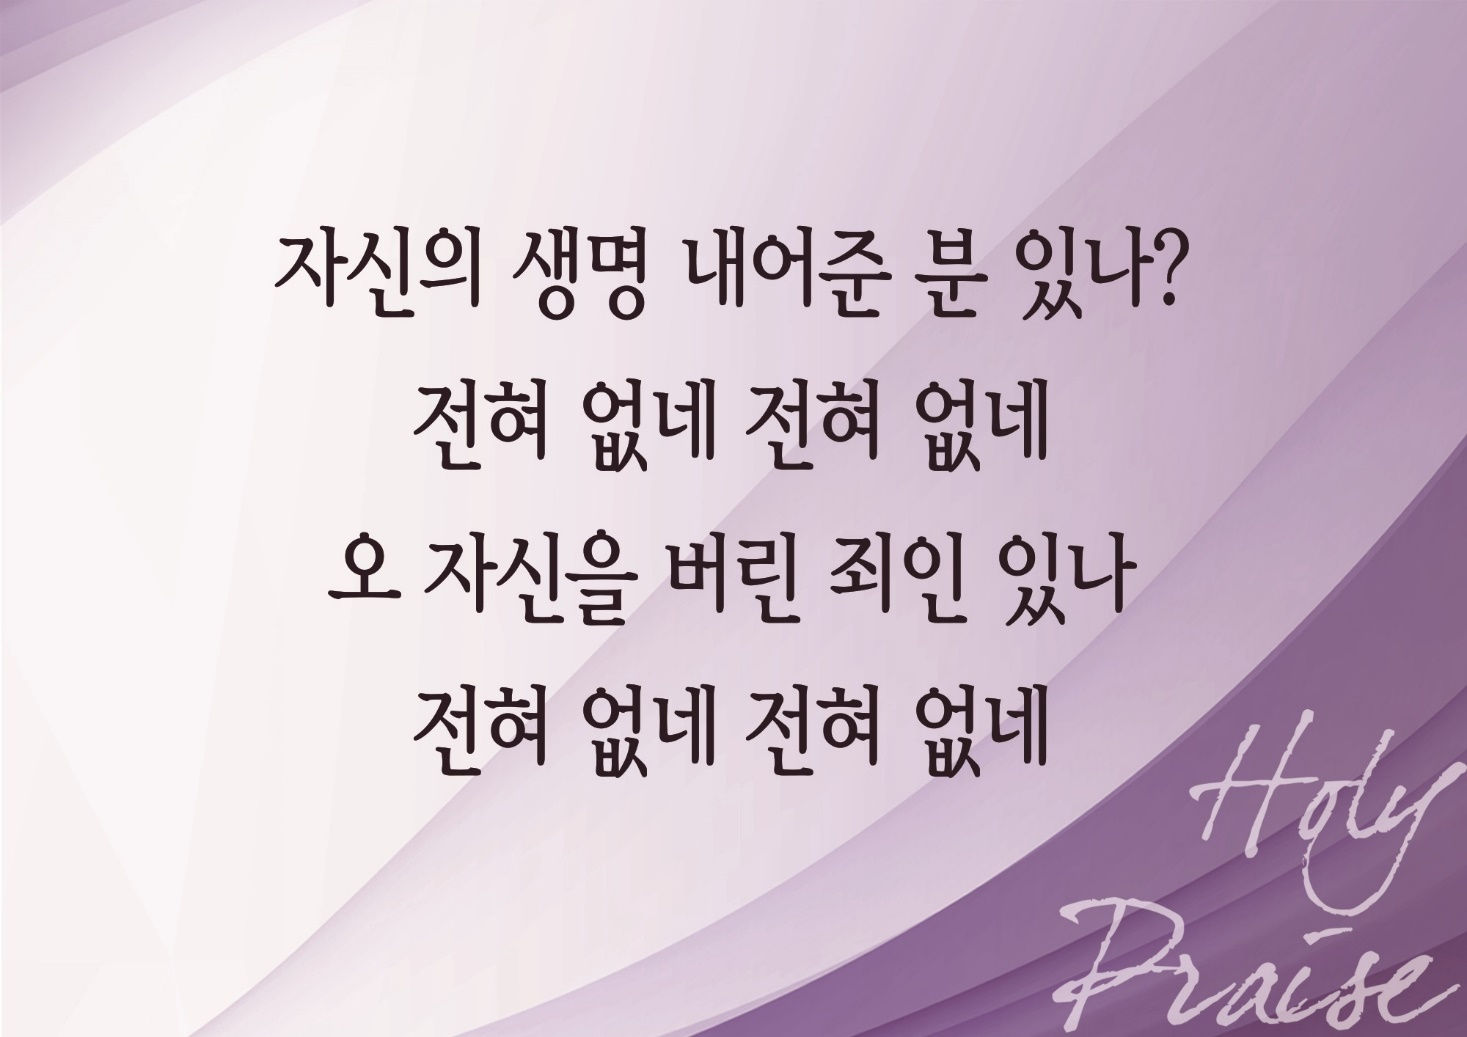 자신의 생명 내어준 분 있나?
전혀 없네 전혀 없네
오 자신을 버린 죄인 있나
전혀 없네 전혀 없네
Holy
Praise